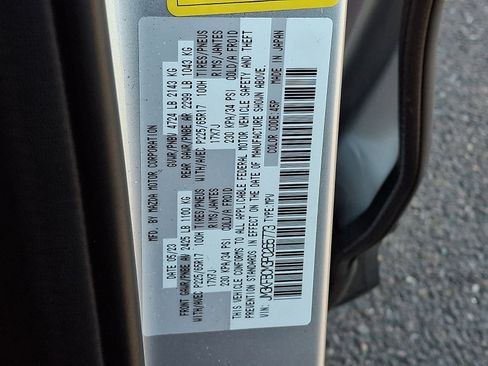 MFD BY MAZDA MOTOR CORPORATION
DATE 05/23 GVWR/PNBV 4724 LB 2143 KG
FRONT GAWR/PNBE AV 2425 LB 1100 KG REAR GAWR/PNBE AR 2299 LB 1043 KG
WITH/AVEC P225/65R17 100H TIRES/PNEUS WITH/AVEC P225/65R17 100H TIRES/PNEUS
17X7J RIMS/JANTES 17X7J RIMS/JANTES
230 KPA/34 PSI COLD/A FROID 230 KPA/34 PSI COLD/A FROID
THIS VEHICLE CONFORMS TO ALL APPLICABLE FEDERAL MOTOR VEHICLE SAFETY AND THEFT
PREVENTION STANDARDS IN EFFECT ON THE DATE OF MANUFACTURE SHOWN ABOVE.
TYPE:MPV COLOR CODE:45P MADE IN JAPAN